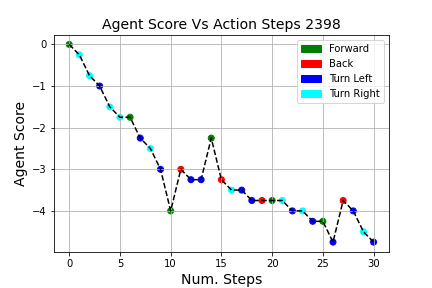 Agent Score Vs Action Steps 2398
Forward
Back
Turn Left
Turn Right
Agent Score
0
−1
−2
−3
−4
0 5 10 15 20 25 30
Num. Steps